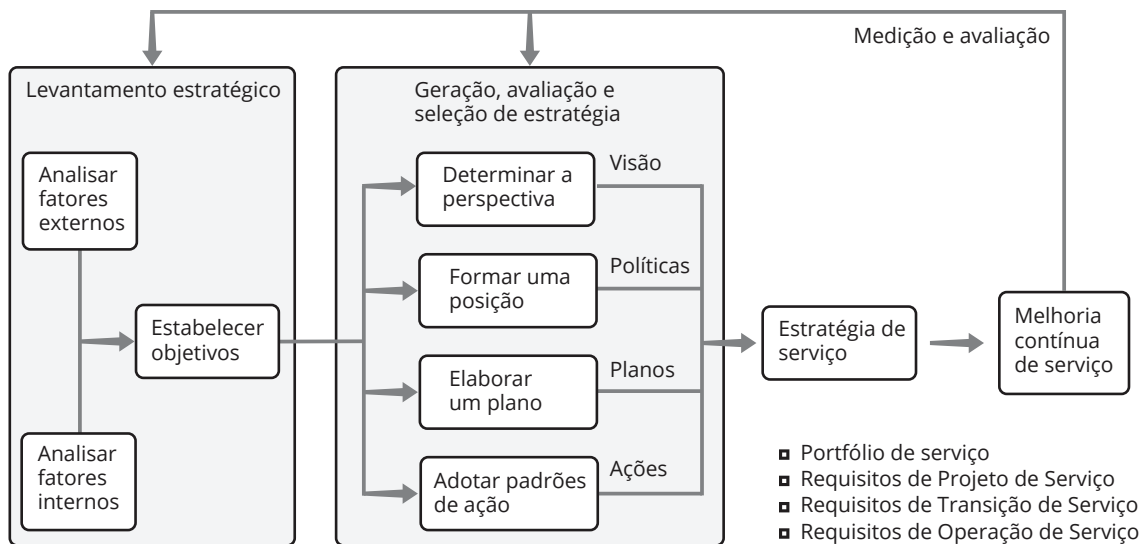 Medição e avaliação
Levantamento estratégico
Analisar
fatores
externos
Estabelecer
objetivos
Analisar
fatores
internos
Geração, avaliação e
seleção de estratégia
Determinar a
perspectiva
Visão
Formar uma
posição
Políticas
Elaborar
um plano
Planos
Adotar padrões
de ação
Ações
Estratégia de
serviço
Melhoria
contínua
de serviço
Portfólio de serviço
Requisitos de Projeto de Serviço
Requisitos de Transição de Serviço
Requisitos de Operação de Serviço